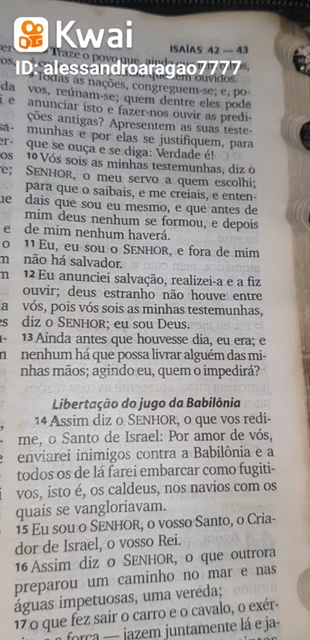 Kwai
ID: alessandroaragao7777
ISAÍAS 42 — 43
Traze o povo que, ainda
todas as nações, congreguem-se; e, po-
vos, reúnam-se; quem dentre eles pode
anunciar isto e fazer-nos ouvir as predi-
ções antigas? Apresentem as suas teste-
munhas e por elas se justifiquem, para
que se ouça e se diga: Verdade é!
10 Vós sois as minhas testemunhas, diz o
SENHOR, o meu servo a quem escolhi;
para que o saibais, e me creiais, e enten-
dais que sou eu mesmo, e que antes de
mim deus nenhum se formou, e depois
de mim nenhum haverá.
11 Eu, eu sou o SENHOR, e fora de mim
não há salvador.
12 Eu anunciei salvação, realizei-a e a fiz
ouvir; deus estranho não houve entre
vós, pois vós sois as minhas testemunhas,
diz o SENHOR; eu sou Deus.
13 Ainda antes que houvesse dia, eu era; e
nenhum há que possa livrar alguém das mi-
nhas mãos; agindo eu, quem o impedirá?
Libertação do jugo da Babilônia
14 Assim diz o SENHOR, o que vos redi-
me, o Santo de Israel: Por amor de vós,
enviarei inimigos contra a Babilônia e a
todos os de lá farei embarcar como fugiti-
vos, isto é, os caldeus, nos navios com os
quais se vangloriavam.
15 Eu sou o SENHOR, o vosso Santo, o Cria-
dor de Israel, o vosso Rei.
16 Assim diz o SENHOR, o que outrora
preparou um caminho no mar e nas
águas impetuosas, uma vereda;
17 o que fez sair o carro e o cavalo, o exér-
a força — jazem juntamente lá e ja-